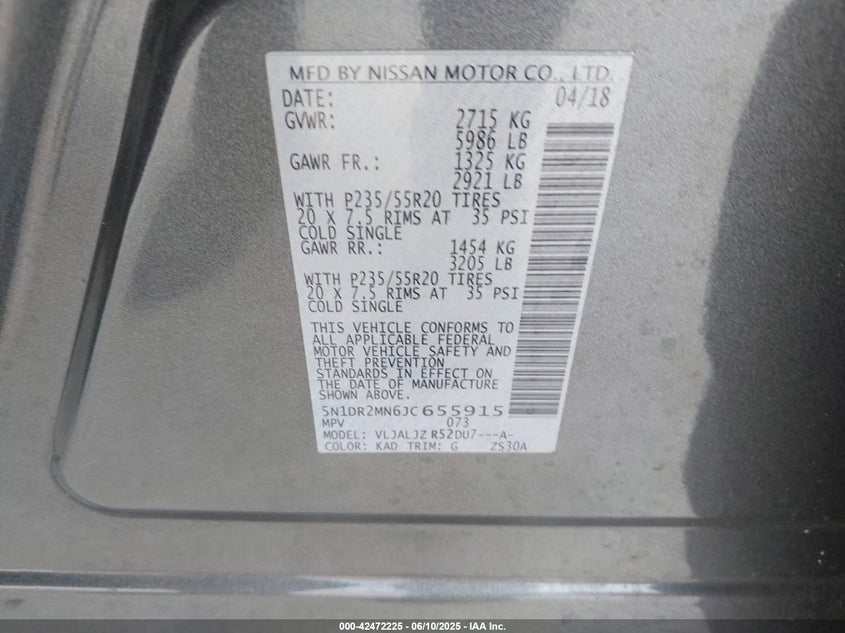 MFD BY NISSAN MOTOR CO., LTD.
DATE: 04/18
GVWR: 2715 KG
5986 LB
GAWR FR.: 1325 KG
2921 LB
WITH P235/55R20 TIRES
20 X 7.5 RIMS AT 35 PSI
COLD SINGLE
GAWR RR.: 1454 KG
3205 LB
WITH P235/55R20 TIRES
20 X 7.5 RIMS AT 35 PSI
COLD SINGLE
THIS VEHICLE CONFORMS TO
ALL APPLICABLE FEDERAL
MOTOR VEHICLE SAFETY AND
THEFT PREVENTION
STANDARDS IN EFFECT ON
THE DATE OF MANUFACTURE
SHOWN ABOVE.
5N1DR2MN6JC655915
MPV 073
MODEL: VLJALJZ R52DU7---A-
COLOR: KAD TRIM: G ZS30A
000-42472225 - 06/10/2025 - IAA Inc.